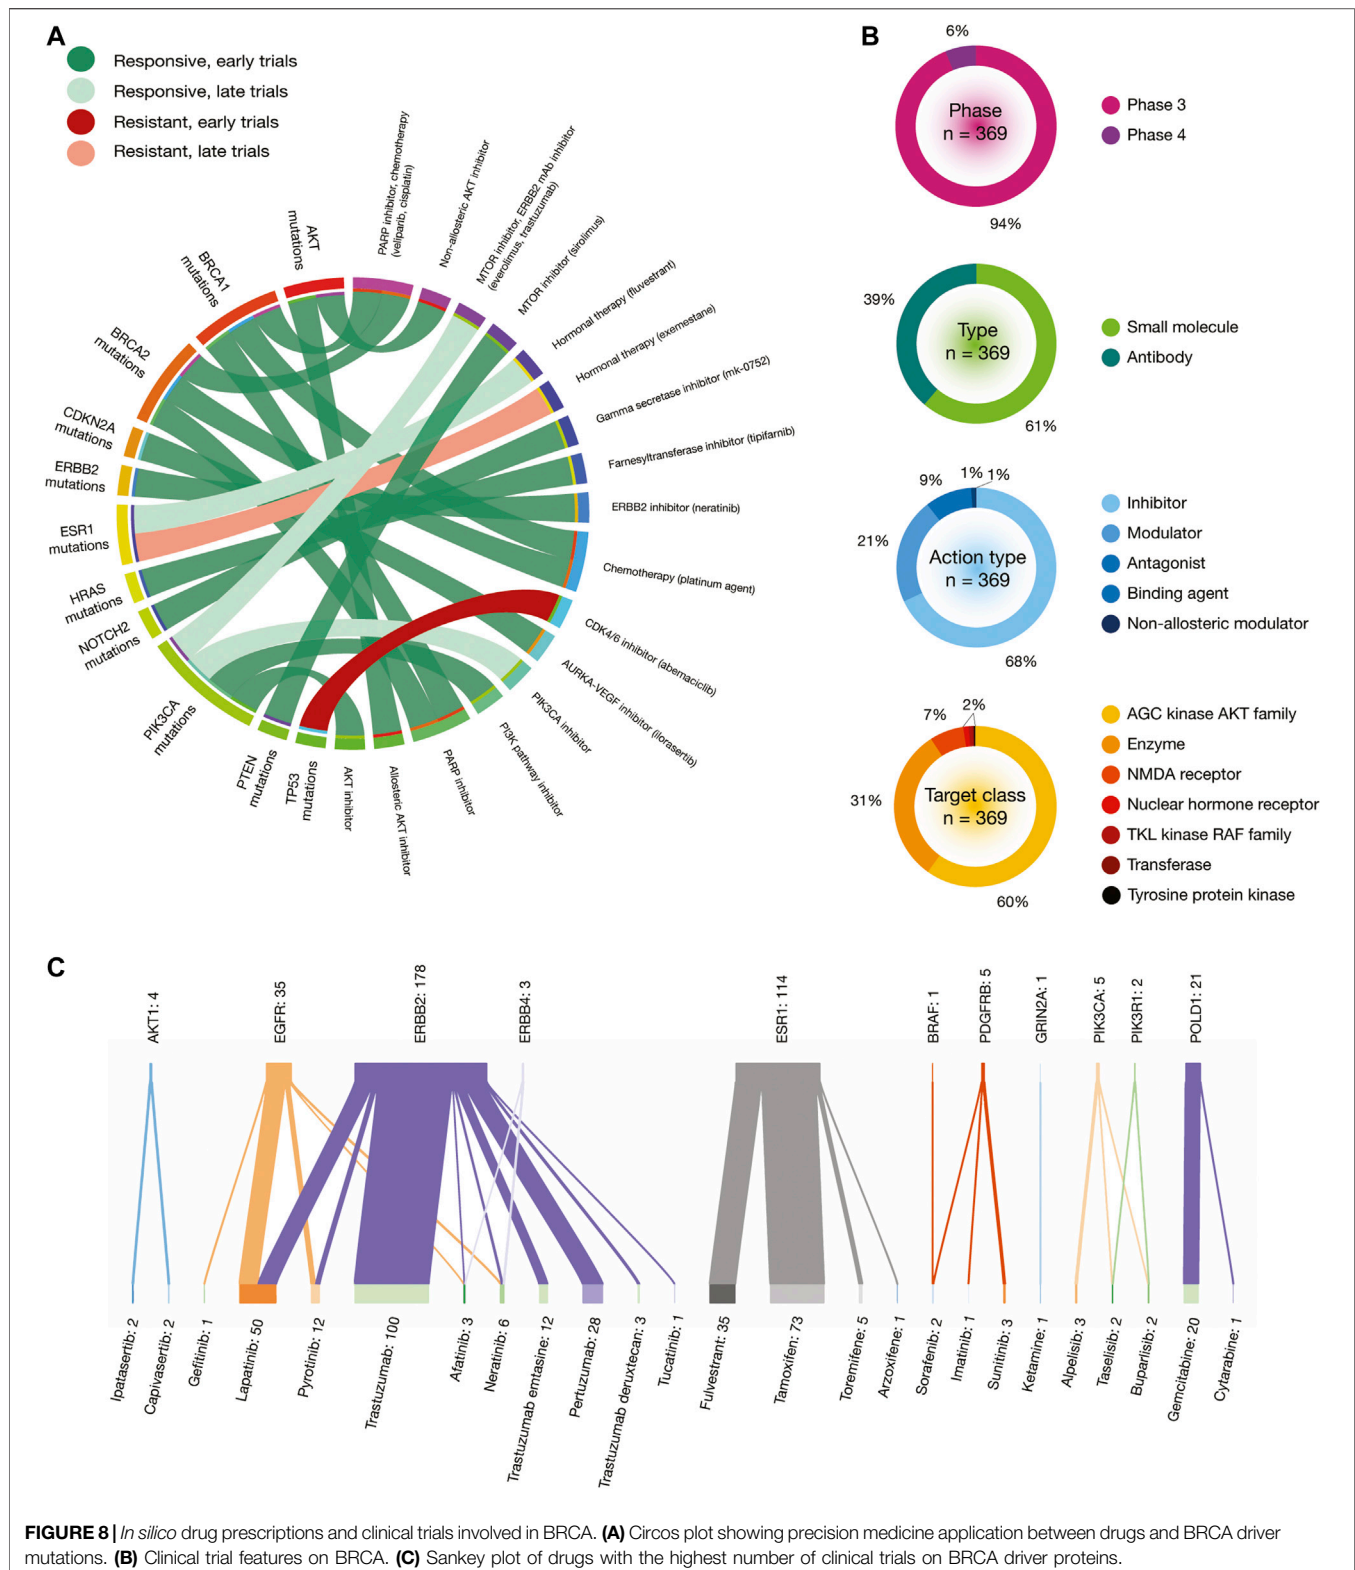 A
Responsive, early trials
Responsive, late trials
Resistant, early trials
Resistant, late trials
AKT
mutations
BRCA1
mutations
BRCA2
mutations
CDKN2A
mutations
ERBB2
mutations
ESR1
mutations
HRAS
mutations
NOTCH2
mutations
PIK3CA
mutations
PTEN
mutations
TP53
mutations
AKT inhibitor
Allosteric AKT inhibitor
PARP inhibitor
PI3K pathway inhibitor
PIK3CA inhibitor
AURKA-VEGF inhibitor (ilorasertib)
CDK4/6 inhibitor (abemaciclib)
Chemotherapy (platinum agent)
ERBB2 inhibitor (neratinib)
Farnesyltransferase inhibitor (tipifarnib)
Gamma secretase inhibitor (mk-0752)
Hormonal therapy (exemestane)
Hormonal therapy (fluvestrant)
MTOR inhibitor (sirolimus)
MTOR inhibitor, ERBB2 mAb inhibitor
(everolimus, trastuzumab)
Non-allosteric AKT inhibitor
PARP inhibitor, chemotherapy
(veliparib, cisplatin)
B
6%
Phase
n = 369
94%
Phase 3
Phase 4
39%
Type
n = 369
61%
Small molecule
Antibody
9%
1%
1%
21%
Action type
n = 369
68%
Inhibitor
Modulator
Antagonist
Binding agent
Non-allosteric modulator
7%
2%
31%
Target class
n = 369
60%
AGC kinase AKT family
Enzyme
NMDA receptor
Nuclear hormone receptor
TKL kinase RAF family
Transferase
Tyrosine protein kinase
C
AKT1: 4
EGFR: 35
ERBB2: 178
ERBB4: 3
ESR1: 114
BRAF: 1
PDGFRB: 5
GRIN2A: 1
PIK3CA: 5
PIK3R1: 2
POLD1: 21
Ipatasertib: 2
Capivasertib: 2
Gefitinib: 1
Lapatinib: 50
Pyrotinib: 12
Trastuzumab: 100
Afatinib: 3
Neratinib: 6
Trastuzumab emtasine: 12
Pertuzumab: 28
Trastuzumab deruxtecan: 3
Tucatinib: 1
Fulvestrant: 35
Tamoxifen: 73
Toremifene: 5
Arzoxifene: 1
Sorafenib: 2
Imatinib: 1
Sunitinib: 3
Ketamine: 1
Alpelisib: 3
Taselisib: 2
Buparlisib: 2
Gemcitabine: 20
Cytarabine: 1
FIGURE 8 | In silico drug prescriptions and clinical trials involved in BRCA. (A) Circos plot showing precision medicine application between drugs and BRCA driver
mutations. (B) Clinical trial features on BRCA. (C) Sankey plot of drugs with the highest number of clinical trials on BRCA driver proteins.